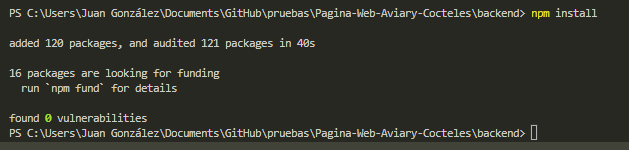 PS C:\Users\Juan González\Documents\GitHub\pruebas\Pagina-Web-Aviary-Cocteles\backend> npm install
added 120 packages, and audited 121 packages in 40s
16 packages are looking for funding
  run `npm fund` for details
found 0 vulnerabilities
PS C:\Users\Juan González\Documents\GitHub\pruebas\Pagina-Web-Aviary-Cocteles\backend>